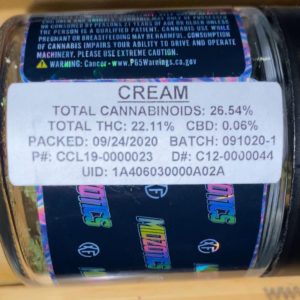 THE PERSON IS A QUALIFIED PATIENT. CANNABIS USE WHILE
PREGNANT OR BREASTFEEDING MAY BE HARMFUL. CONSUMPTION
OF CANNABIS IMPAIRS YOUR ABILITY TO DRIVE AND OPERATE
MACHINERY, PLEASE USE EXTREME CAUTION.
WARNING: Cancer - www.P65Warnings.ca.gov
CREAM
TOTAL CANNABINOIDS: 26.54%
TOTAL THC: 22.11% CBD: 0.06%
PACKED: 09/24/2020 BATCH: 091020-1
P#: CCL19-0000023 D#: C12-0000044
UID: 1A406030000A02A